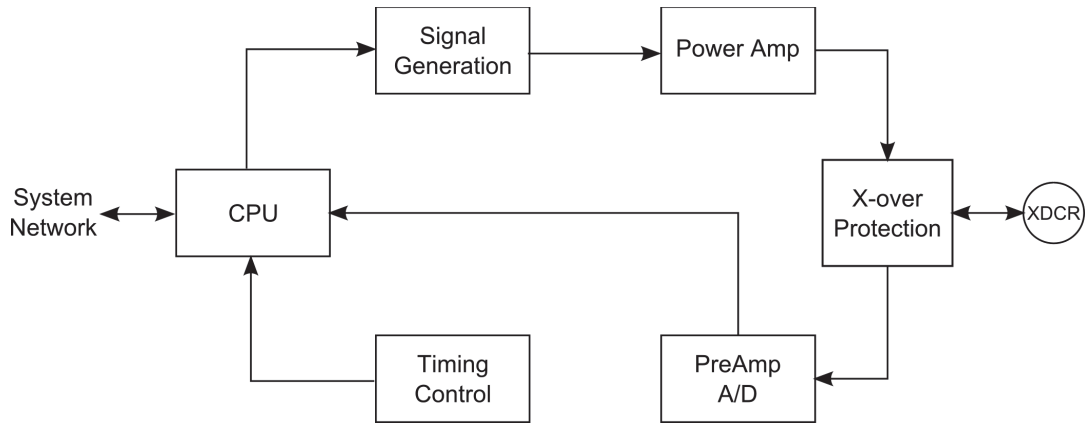 Signal
Generation
Power Amp
System
Network
CPU
X-over
Protection
XDCR
Timing
Control
PreAmp
A/D